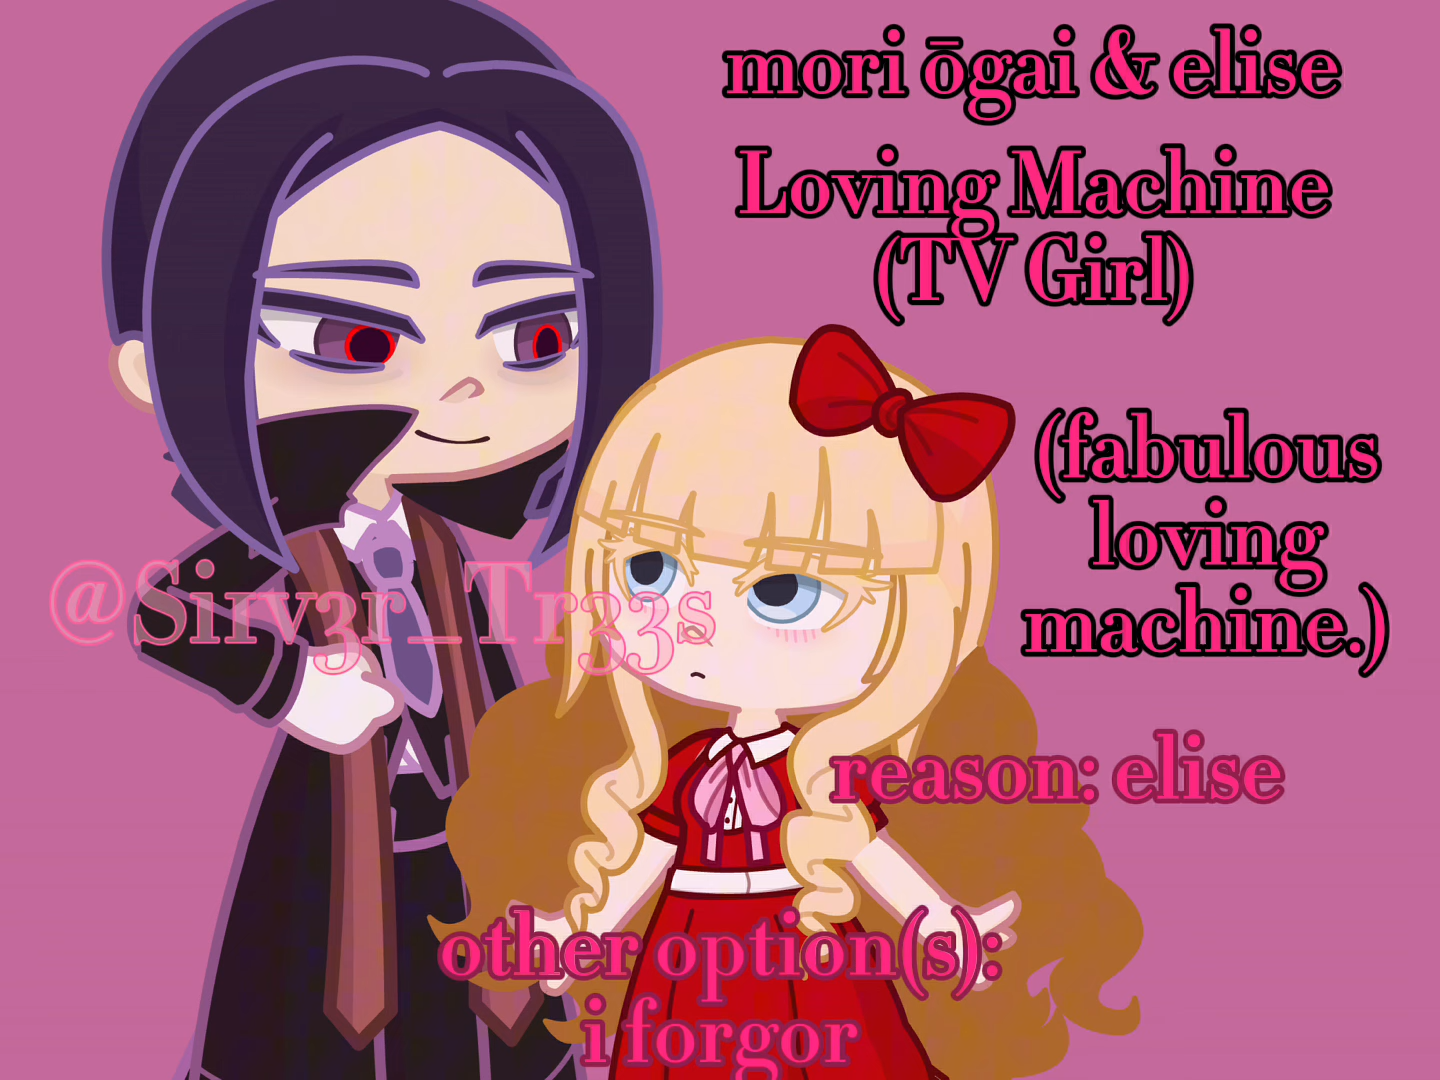 mori ōgai & elise
Loving Machine
(TV Girl)
(fabulous
loving
machine.)
@Sirv3r_Tr33s
reason: elise
other option(s):
i forgor